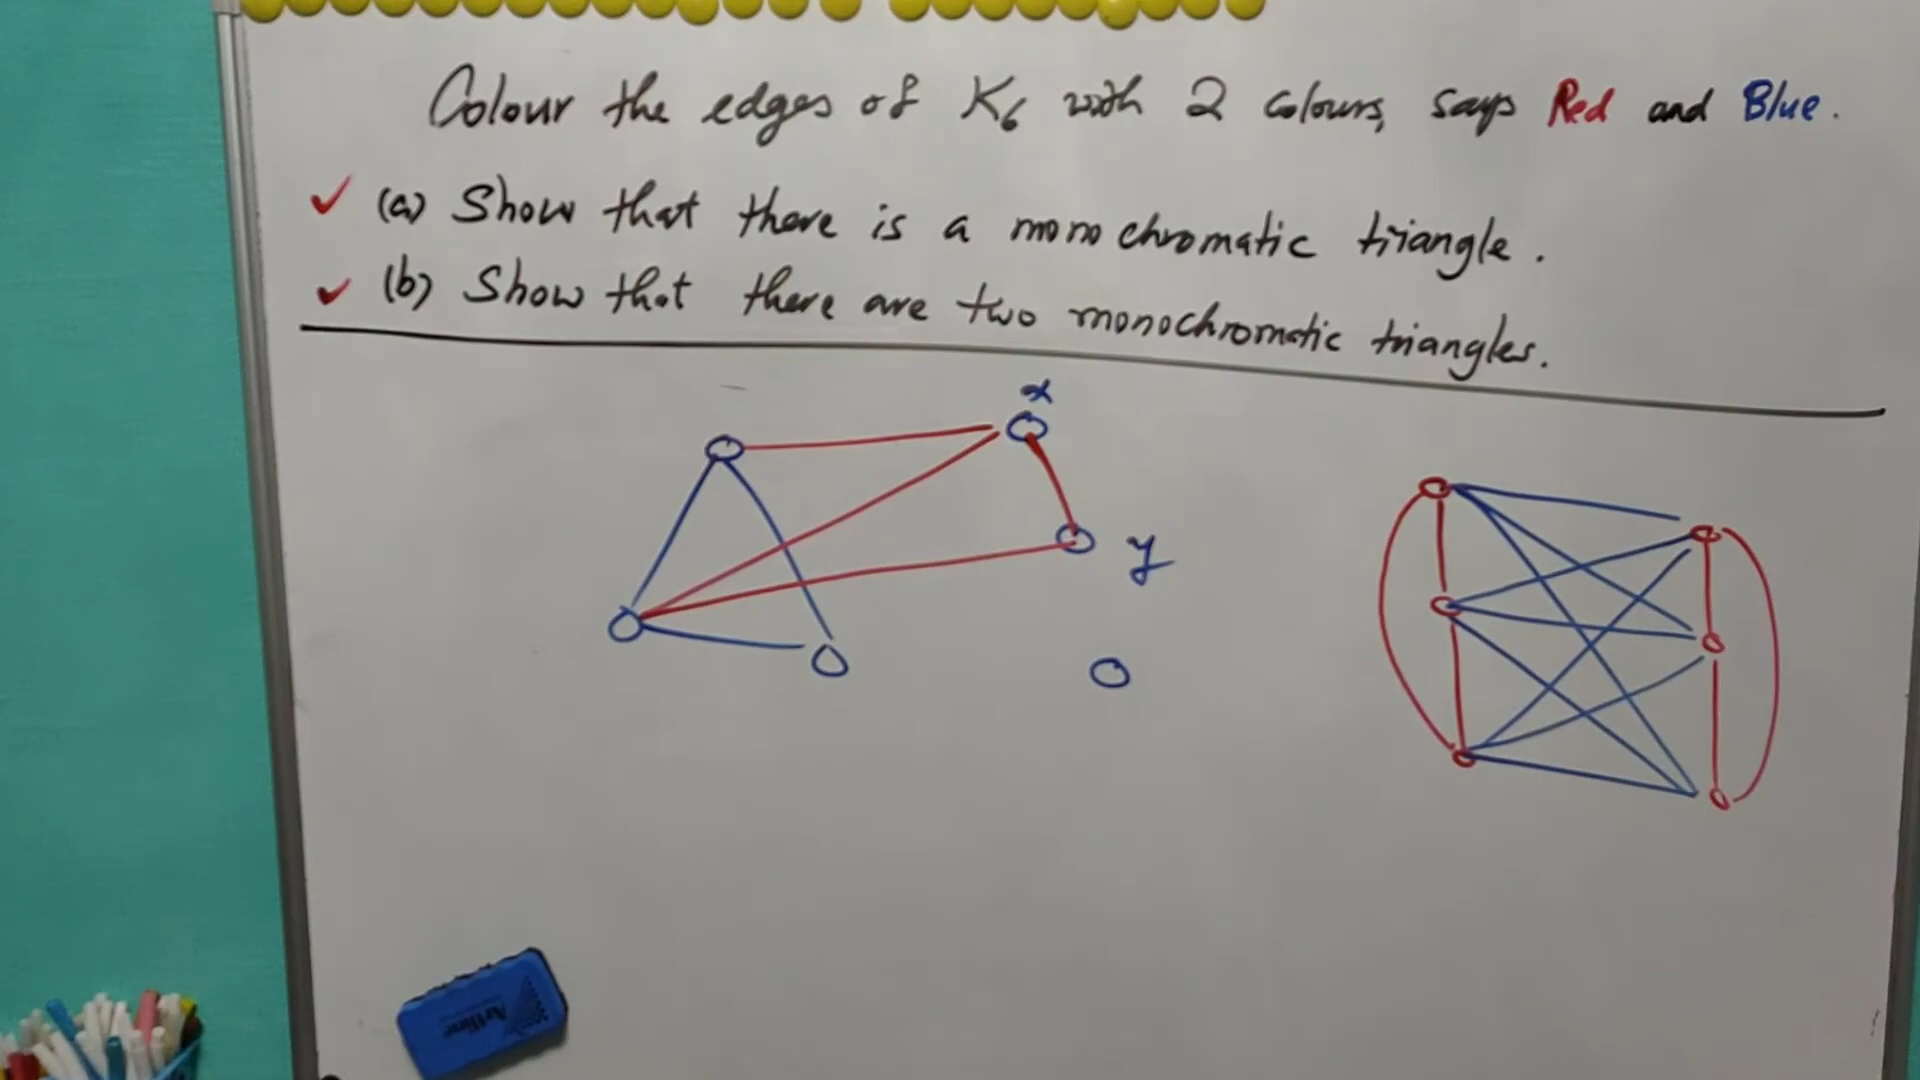 Colour the edges of K6 with 2 colours, says Red and Blue.
(a) Show that there is a monochromatic triangle.
(b) Show that there are two monochromatic triangles.
x
y
Artline